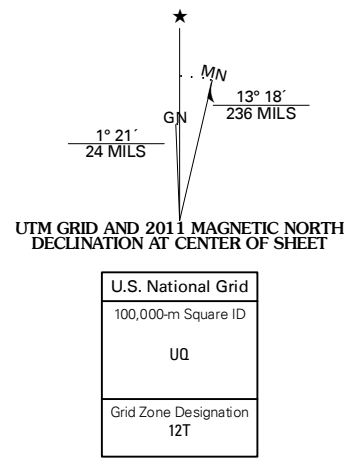 ★
MN
GN
13° 18´
236 MILS
1° 21´
24 MILS
UTM GRID AND 2011 MAGNETIC NORTH
DECLINATION AT CENTER OF SHEET
U.S. National Grid
100,000-m Square ID
UQ
Grid Zone Designation
12T